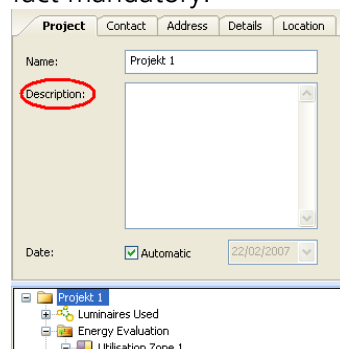 fact mandatory.
Project Contact Address Details Location
Name: Projekt 1
Description:
Date: Automatic 22/02/2007
Projekt 1
Luminaires Used
Energy Evaluation
Utilisation Zone 1